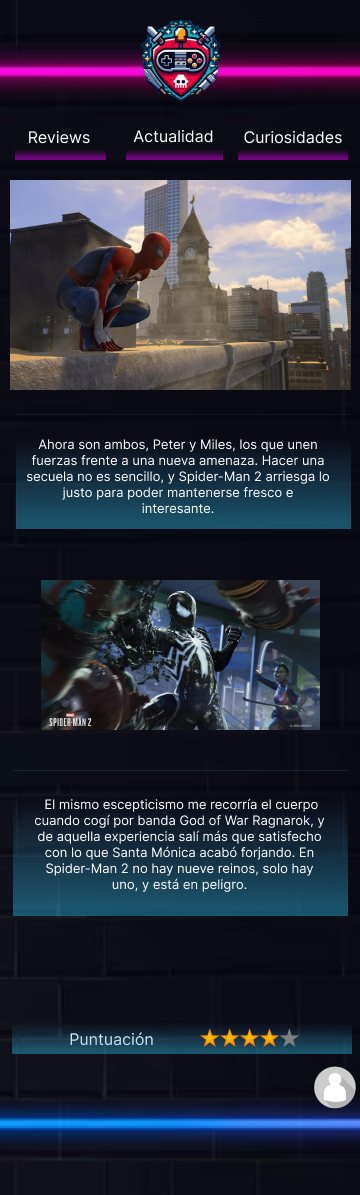 Reviews
Actualidad
Curiosidades
Ahora son ambos, Peter y Miles, los que unen
fuerzas frente a una nueva amenaza. Hacer una
secuela no es sencillo, y Spider-Man 2 arriesga lo
justo para poder mantenerse fresco e
interesante.
SPIDER-MAN 2
El mismo escepticismo me recorría el cuerpo
cuando cogí por banda God of War Ragnarok, y
de aquella experiencia salí más que satisfecho
con lo que Santa Mónica acabó forjando. En
Spider-Man 2 no hay nueve reinos, solo hay
uno, y está en peligro.
Puntuación